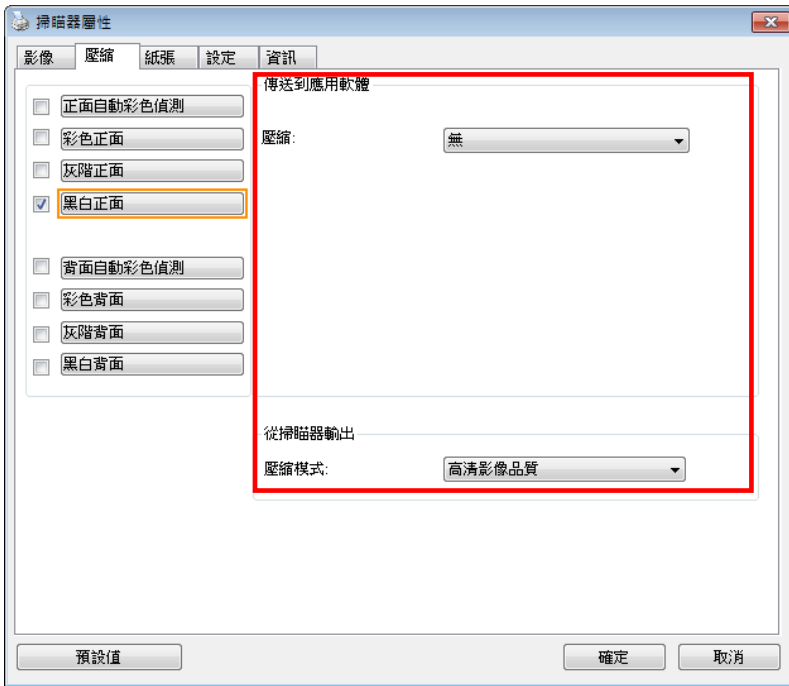 掃瞄器屬性
影像 壓縮 紙張 設定 資訊
傳送到應用軟體
正面自動彩色偵測
彩色正面
壓縮: 無
灰階正面
黑白正面
背面自動彩色偵測
彩色背面
灰階背面
黑白背面
從掃瞄器輸出
壓縮模式: 高清影像品質
預設值 確定 取消